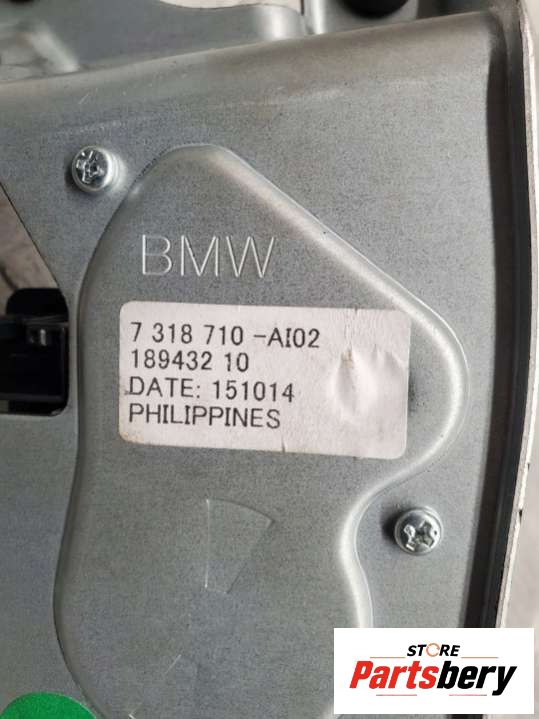 BMW
7 318 710 -AI02
189432 10
DATE: 151014
PHILIPPINES
STORE
Partsbery